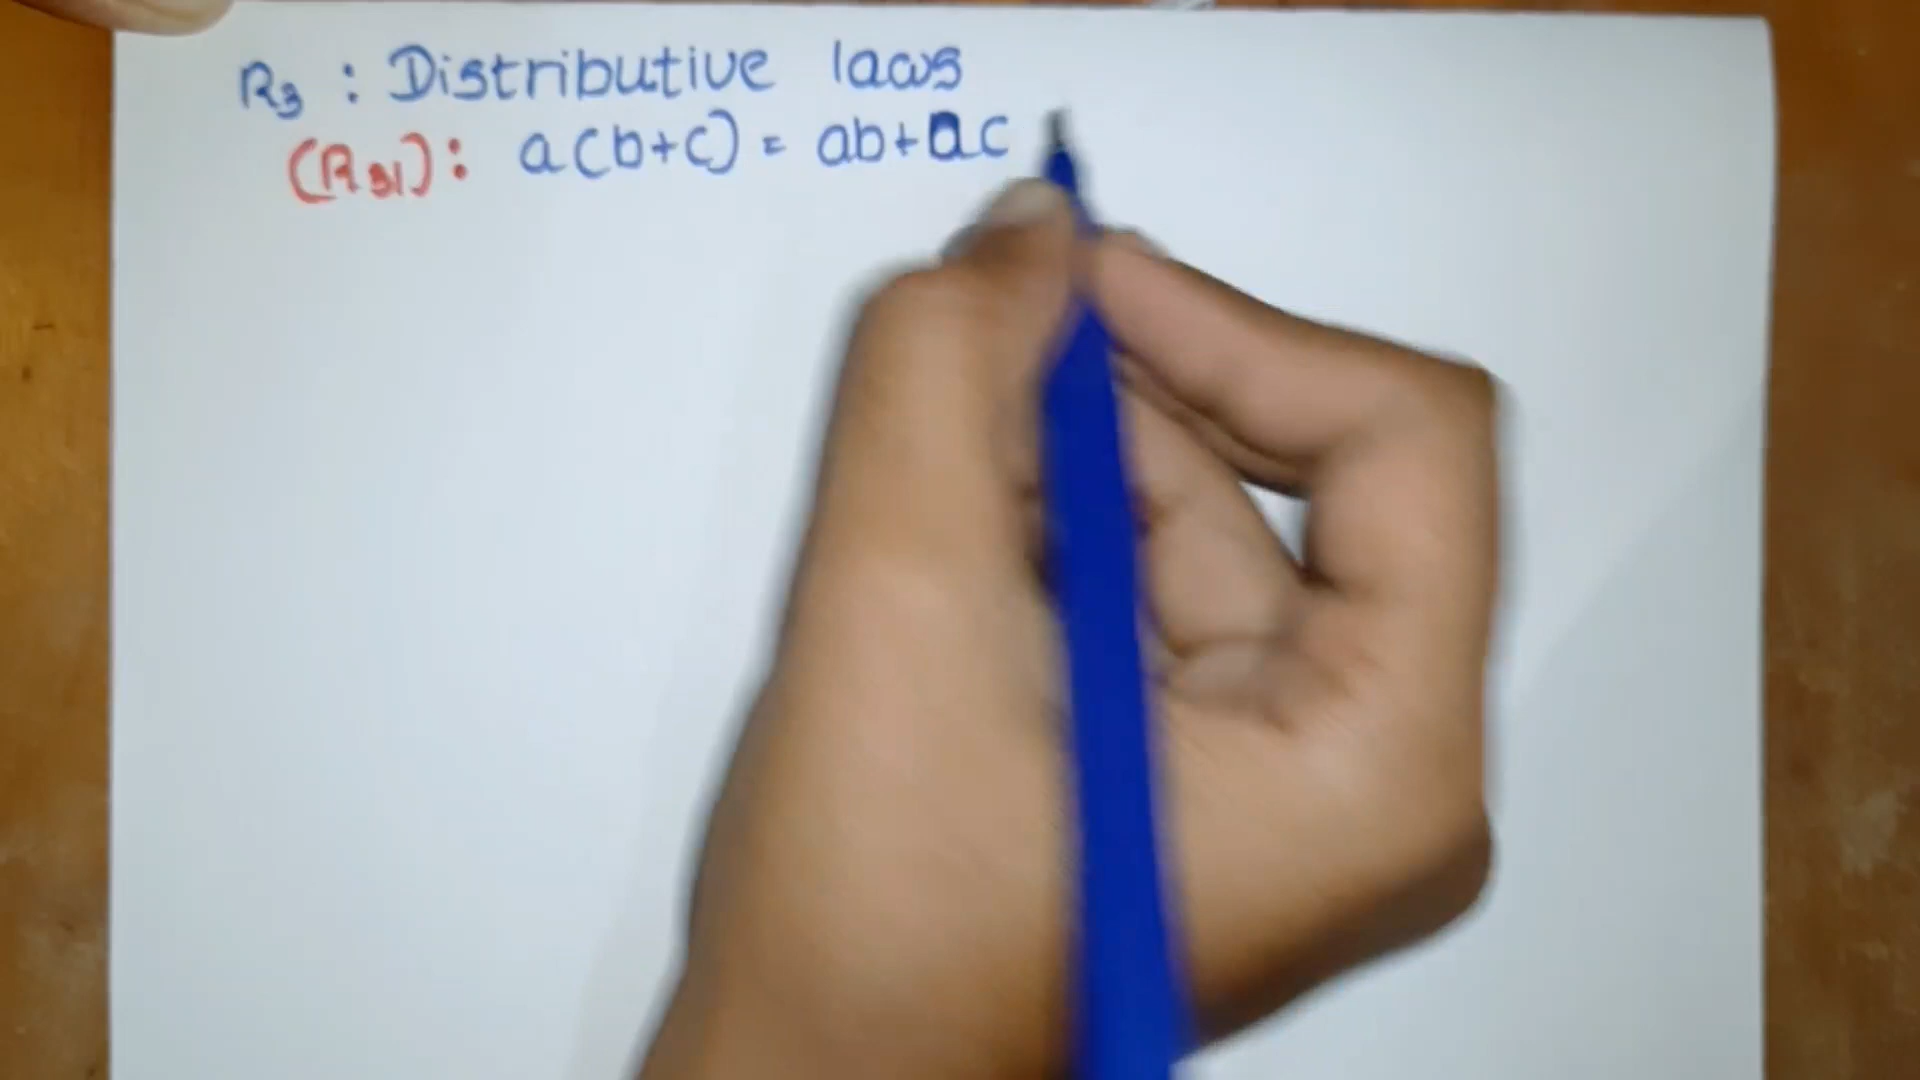 R3 : Distributive laws
(R31): a(b+c) = ab+ac